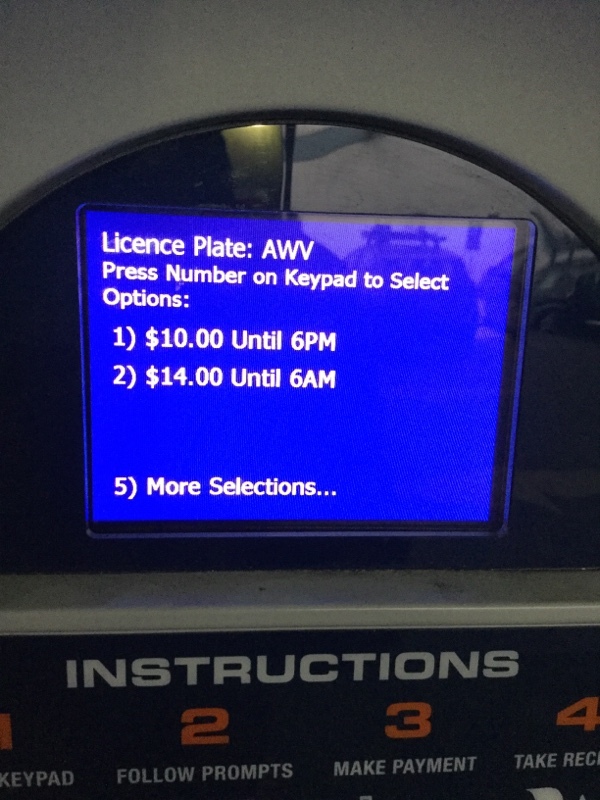 Licence Plate: AWV
Press Number on Keypad to Select
Options:
1) $10.00 Until 6PM
2) $14.00 Until 6AM
5) More Selections...
INSTRUCTIONS
1 2 3 4
KEYPAD FOLLOW PROMPTS MAKE PAYMENT TAKE